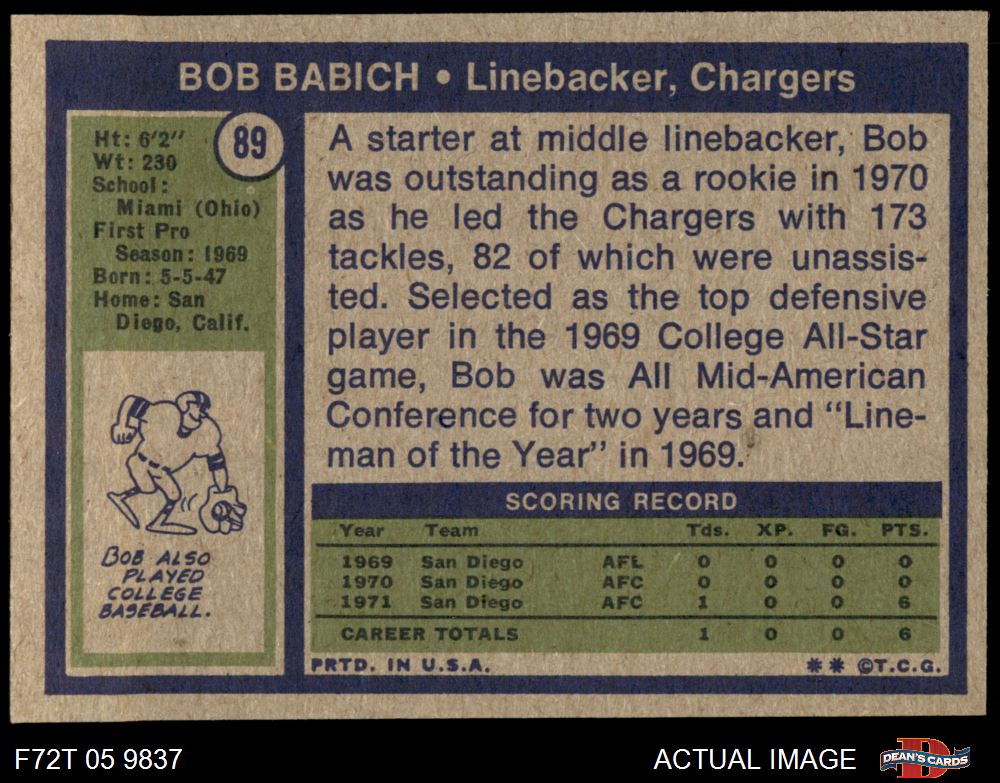 BOB BABICH • Linebacker, Chargers
89
Ht: 6'2"
Wt: 230
School:
Miami (Ohio)
First Pro
Season: 1969
Born: 5-5-47
Home: San
Diego, Calif.
BOB ALSO
PLAYED
COLLEGE
BASEBALL.
A starter at middle linebacker, Bob
was outstanding as a rookie in 1970
as he led the Chargers with 173
tackles, 82 of which were unassis-
ted. Selected as the top defensive
player in the 1969 College All-Star
game, Bob was All Mid-American
Conference for two years and "Line-
man of the Year" in 1969.
SCORING RECORD
Year Team Tds. XP. FG. PTS.
1969 San Diego AFL 0 0 0 0
1970 San Diego AFC 0 0 0 0
1971 San Diego AFC 1 0 0 6
CAREER TOTALS 1 0 0 6
PRTD. IN U.S.A. ** ©T.C.G.
F72T 05 9837 ACTUAL IMAGE DEAN'S CARDS